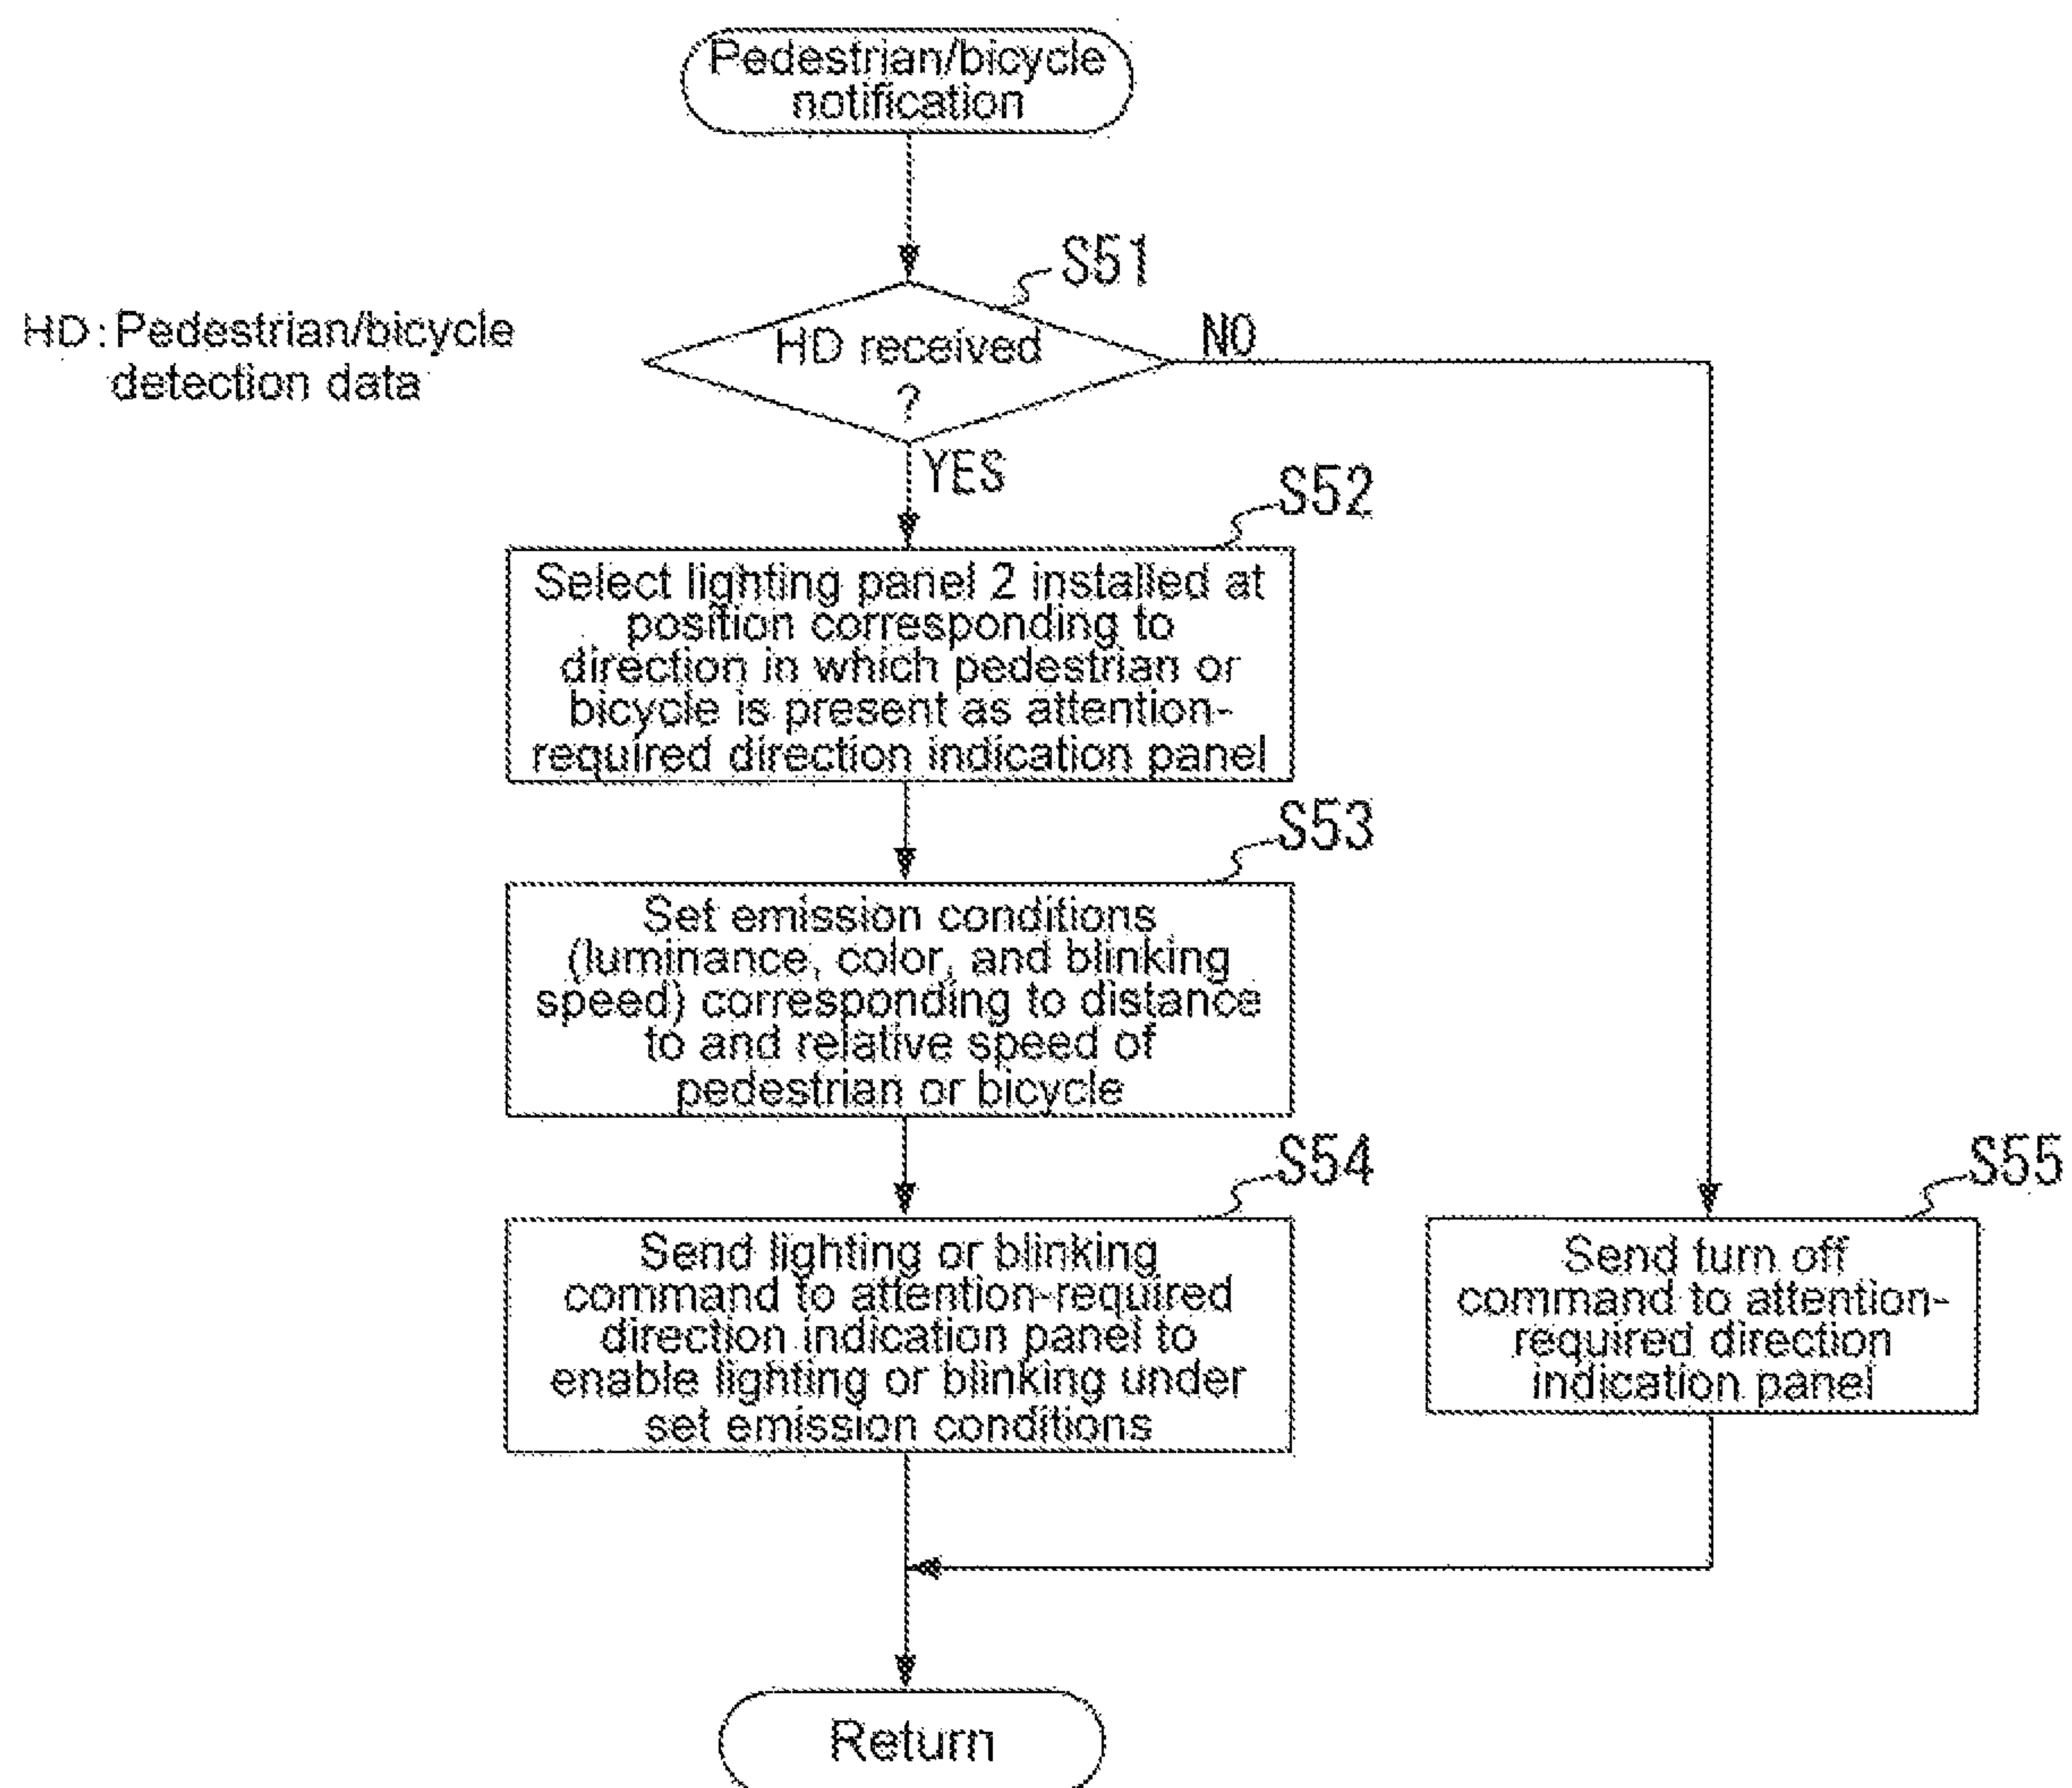 Pedestrian/bicycle
notification
S51
HD:Pedestrian/bicycle
detection data
HD received
?
NO
YES
S52
Select lighting panel 2 installed at
position corresponding to
direction in which pedestrian or
bicycle is present as attention-
required direction indication panel
S53
Set emission conditions
(luminance, color, and blinking
speed) corresponding to distance
to and relative speed of
pedestrian or bicycle
S54
Send lighting or blinking
command to attention-required
direction indication panel to
enable lighting or blinking under
set emission conditions
S55
Send turn off
command to attention-
required direction
indication panel
Return